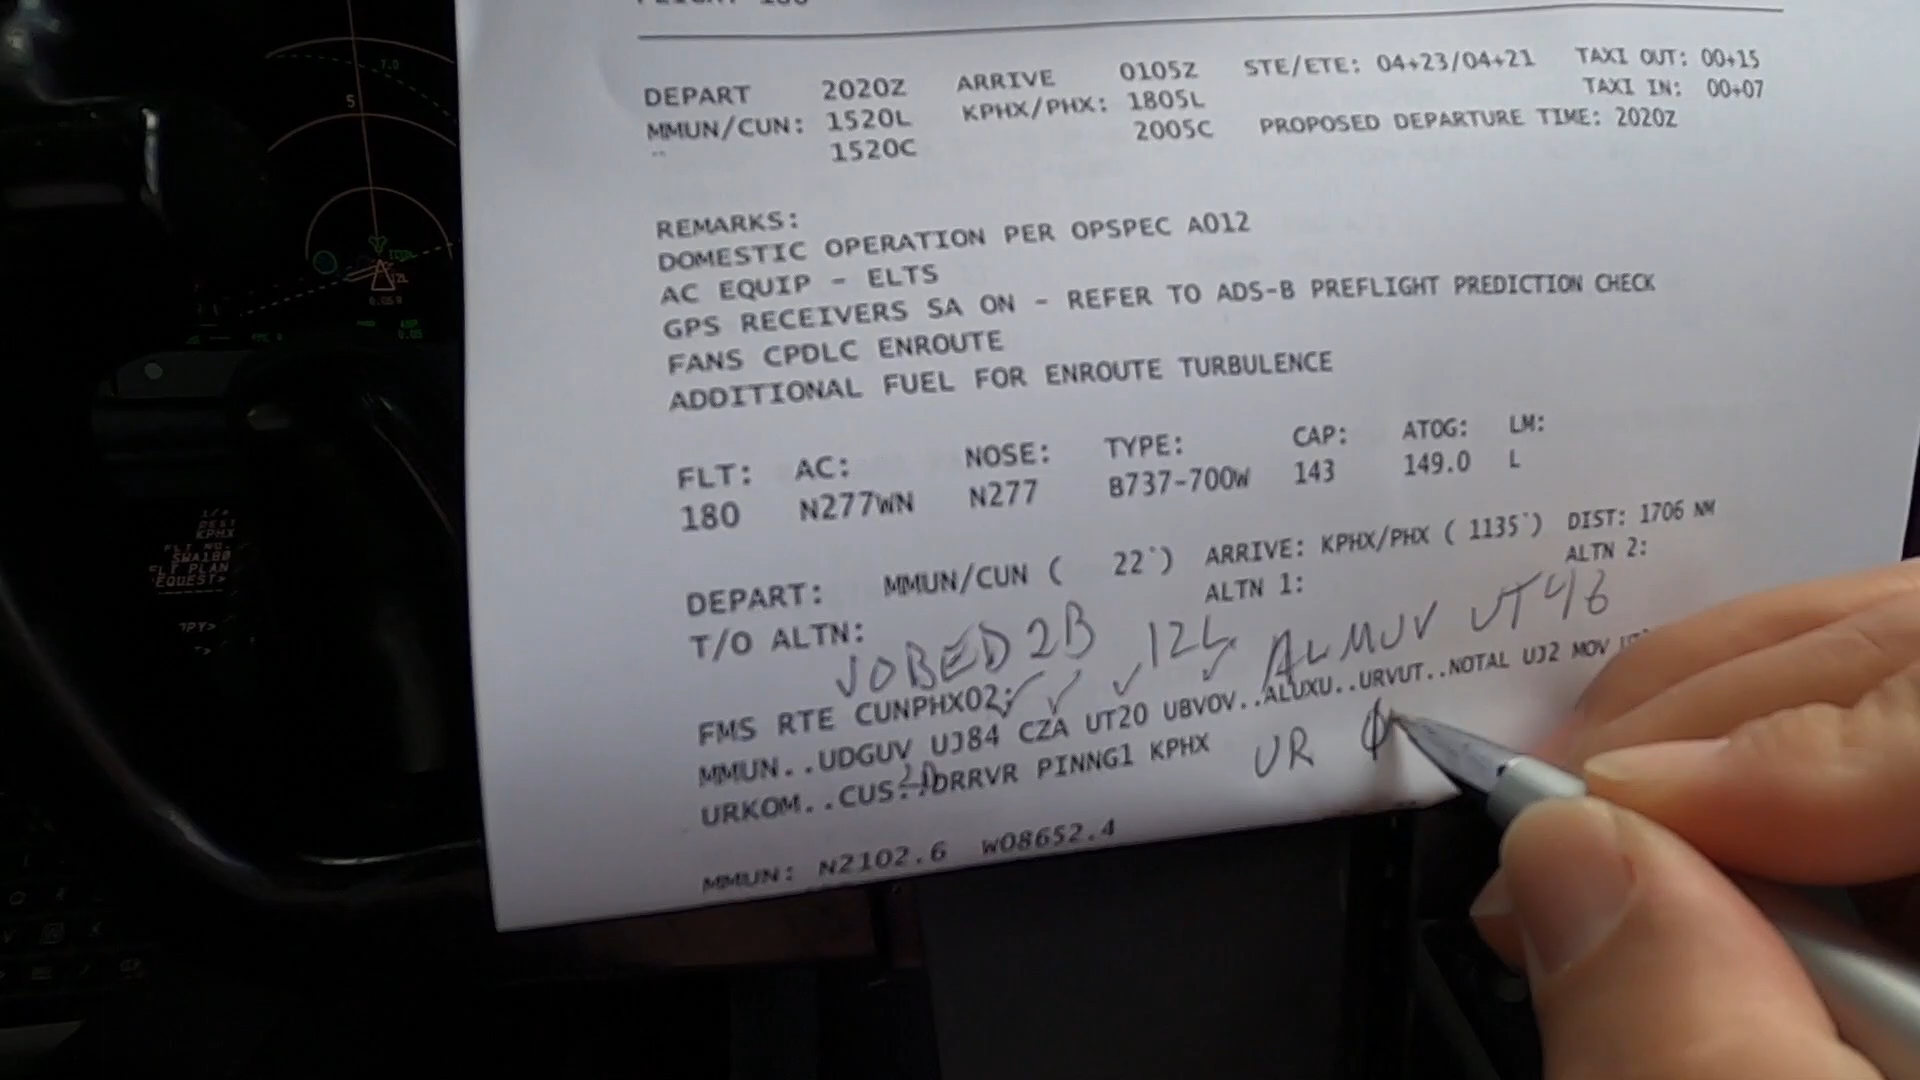 DEPART 2020Z ARRIVE 0105Z STE/ETE: 04+23/04+21 TAXI OUT: 00+15
MMUN/CUN: 1520L KPHX/PHX: 1805L TAXI IN: 00+07
1520C 2005C PROPOSED DEPARTURE TIME: 2020Z
REMARKS:
DOMESTIC OPERATION PER OPSPEC A012
AC EQUIP - ELTS
GPS RECEIVERS SA ON - REFER TO ADS-B PREFLIGHT PREDICTION CHECK
FANS CPDLC ENROUTE
ADDITIONAL FUEL FOR ENROUTE TURBULENCE
FLT: AC: NOSE: TYPE: CAP: ATOG: LM:
180 N277WN N277 B737-700W 143 149.0 L
DEPART: MMUN/CUN ( 22') ARRIVE: KPHX/PHX ( 1135') DIST: 1706 NM
T/O ALTN: ALTN 1: ALTN 2:
JOBED2B 12L ALMUV UT46
FMS RTE CUNPHX02:
MMUN..UDGUV UJ84 CZA UT20 UBVOV..ALUXU..URVUT..NOTAL UJ2 MOV
URKOM..CUS..DRRVR PINNG1 KPHX
UR
MMUN: N2102.6 W08652.4
KPHX
SWA180